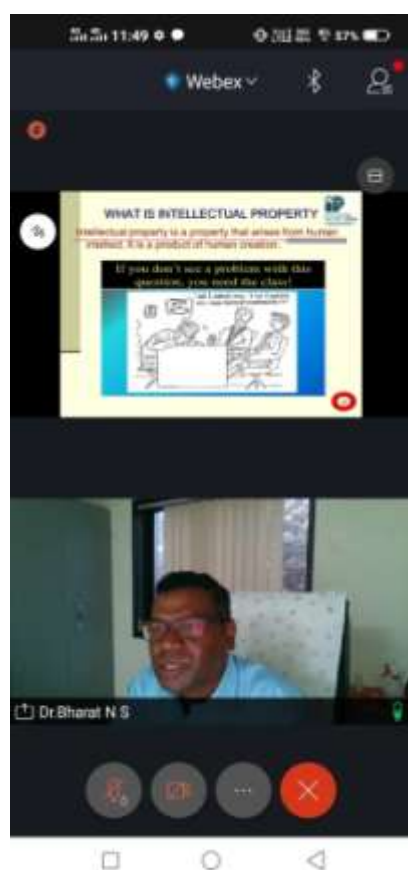 11:49
87%
Webex
WHAT IS INTELLECTUAL PROPERTY
Intellectual property is a property that arises from human
intellect. It is a product of human creation.
If you don't see a problem with this
question, you need the class!
Dr.Bharat N S